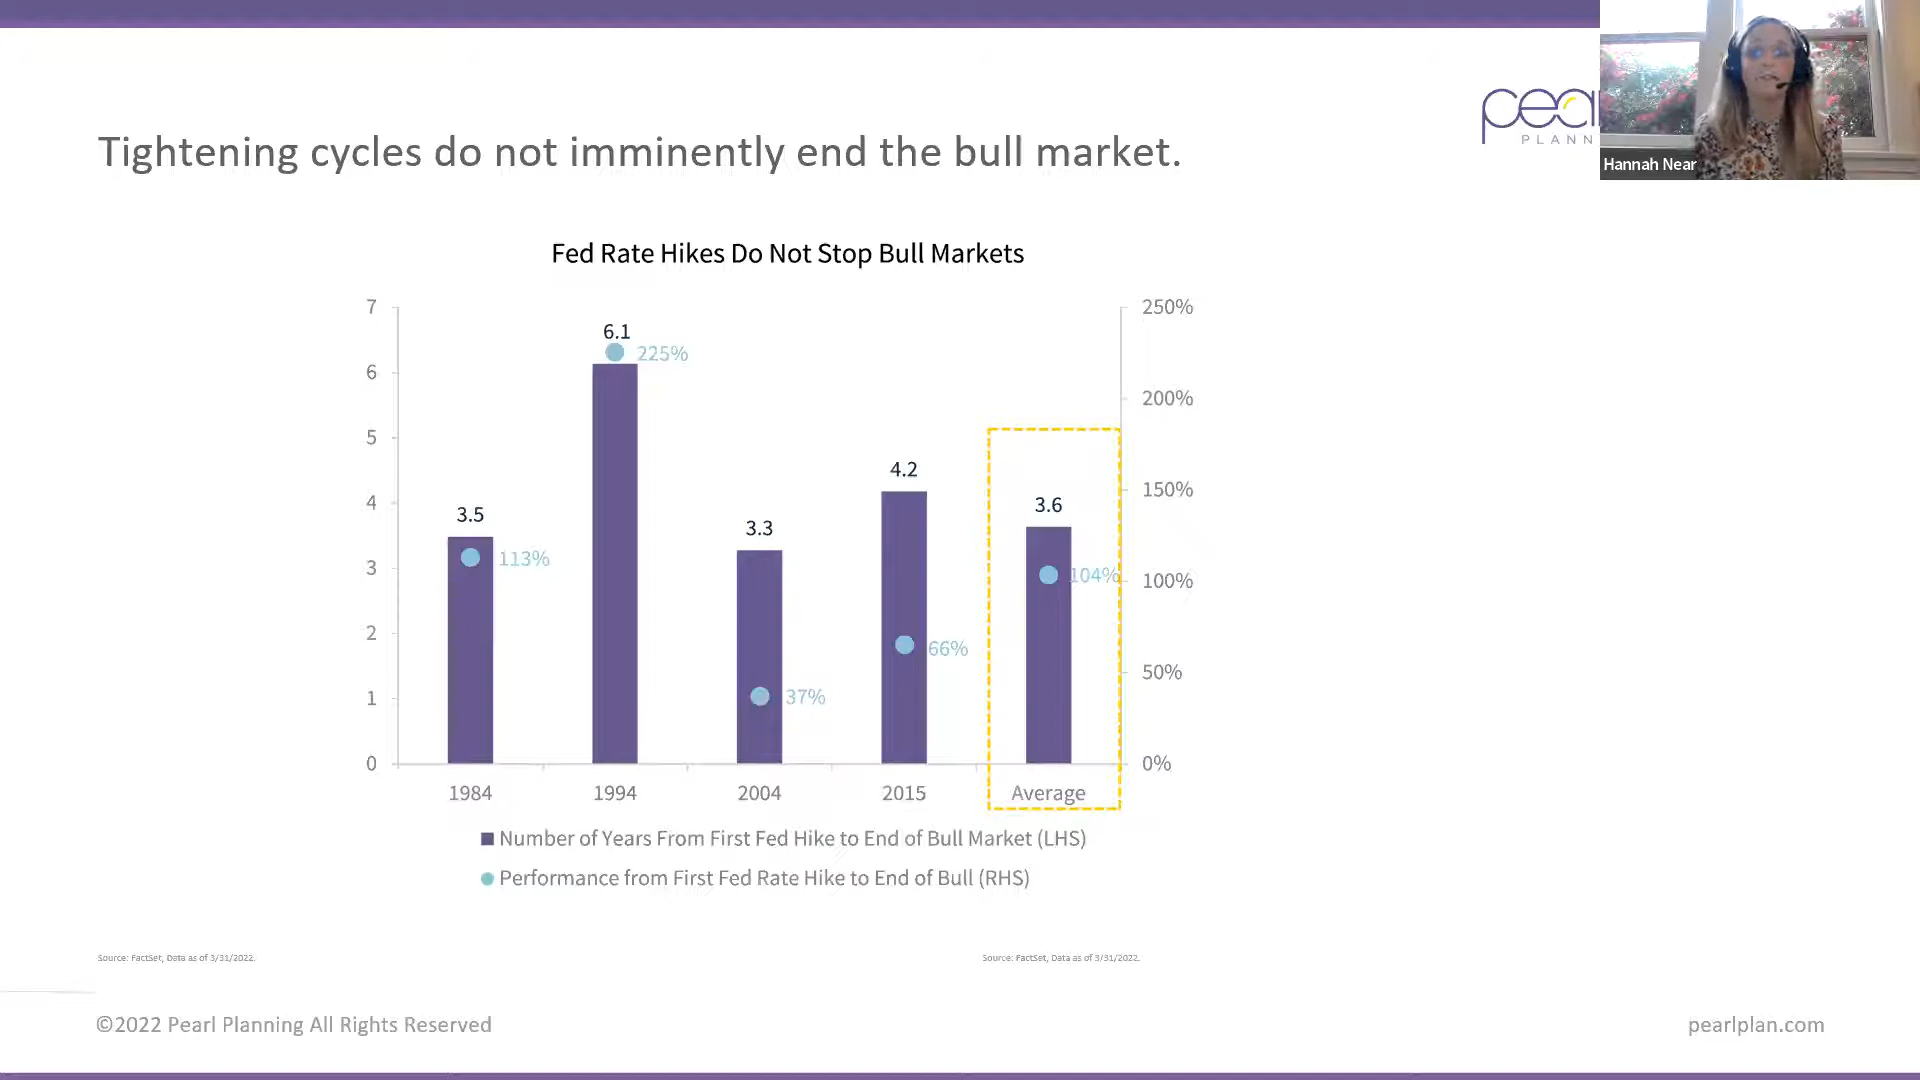 Tightening cycles do not imminently end the bull market.
pearl
PLANN
Hannah Near
Fed Rate Hikes Do Not Stop Bull Markets
7
6
5
4
3
2
1
0
250%
200%
150%
100%
50%
0%
3.5
113%
6.1
225%
3.3
37%
4.2
66%
3.6
104%
1984
1994
2004
2015
Average
Number of Years From First Fed Hike to End of Bull Market (LHS)
Performance from First Fed Rate Hike to End of Bull (RHS)
Source: FactSet, Data as of 3/31/2022.
Source: FactSet, Data as of 3/31/2022.
©2022 Pearl Planning All Rights Reserved
pearlplan.com